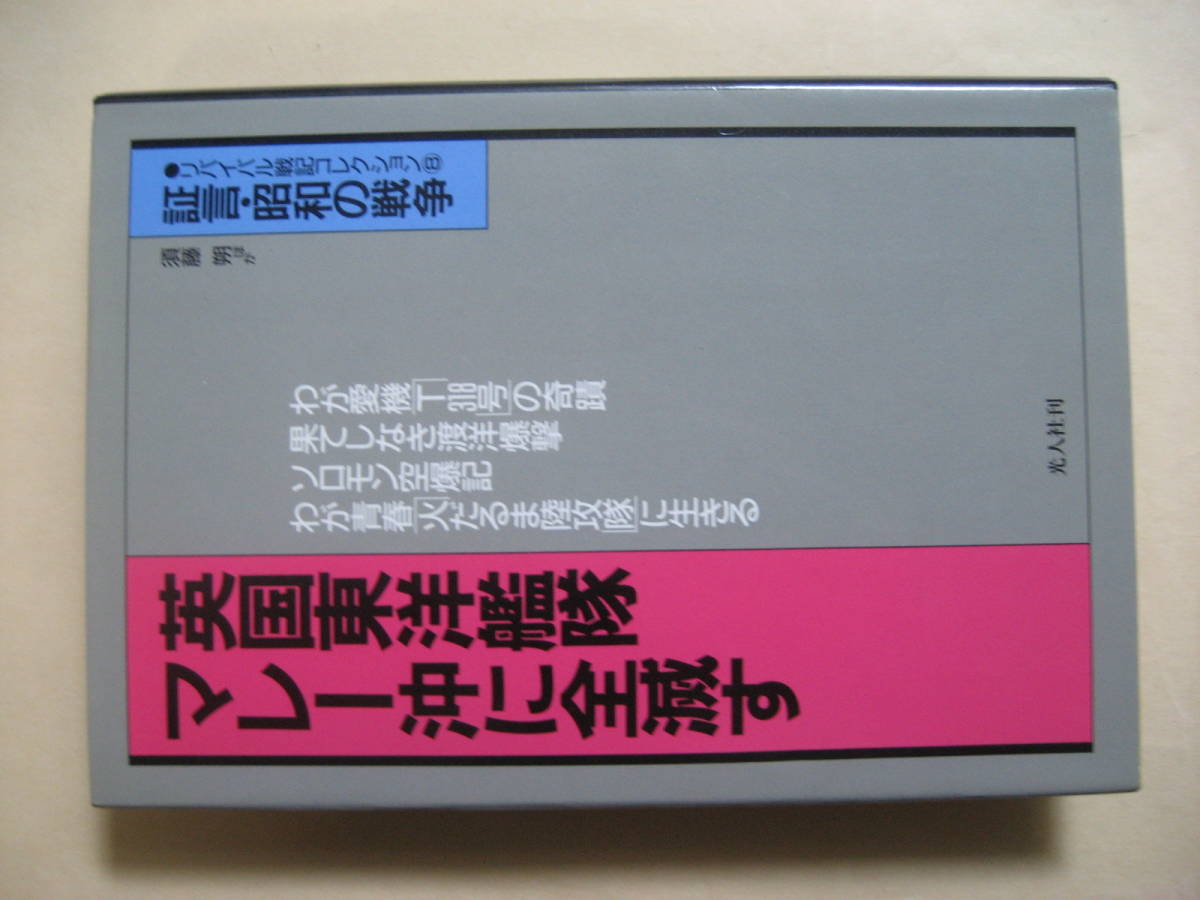 ●リバイバル戦記コレクション⑧
証言・昭和の戦争
須藤 朔ほか
わが愛機「T318号」の奇蹟
果てしなき渡洋爆撃
ソロモン空爆記
わが青春「火だるま陸攻隊」に生きる
英国東洋艦隊
マレー沖に全滅す
光人社刊